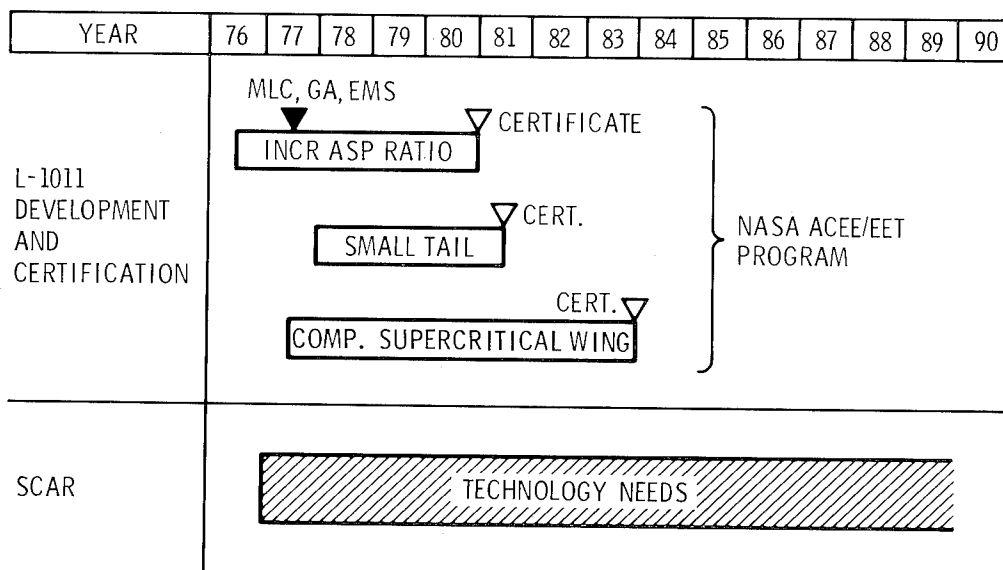 YEAR 76 77 78 79 80 81 82 83 84 85 86 87 88 89 90
L-1011
DEVELOPMENT
AND
CERTIFICATION
MLC, GA, EMS
CERTIFICATE
INCR ASP RATIO
CERT.
SMALL TAIL
CERT.
COMP. SUPERCRITICAL WING
NASA ACEE/EET
PROGRAM
SCAR
TECHNOLOGY NEEDS